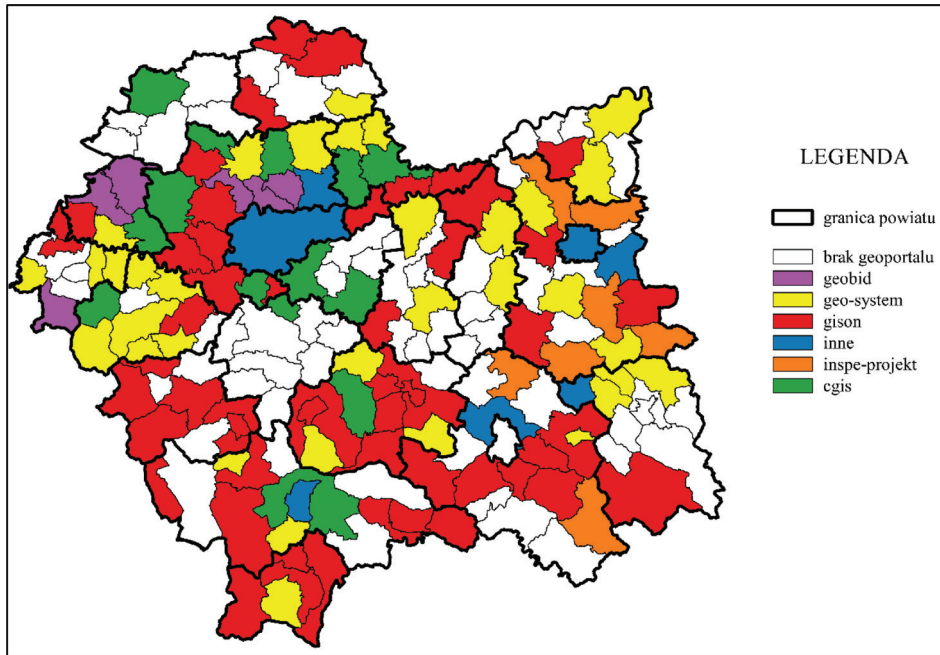 LEGENDA
granica powiatu
brak geoportalu
geobid
geo-system
gison
inne
inspe-projekt
cgis